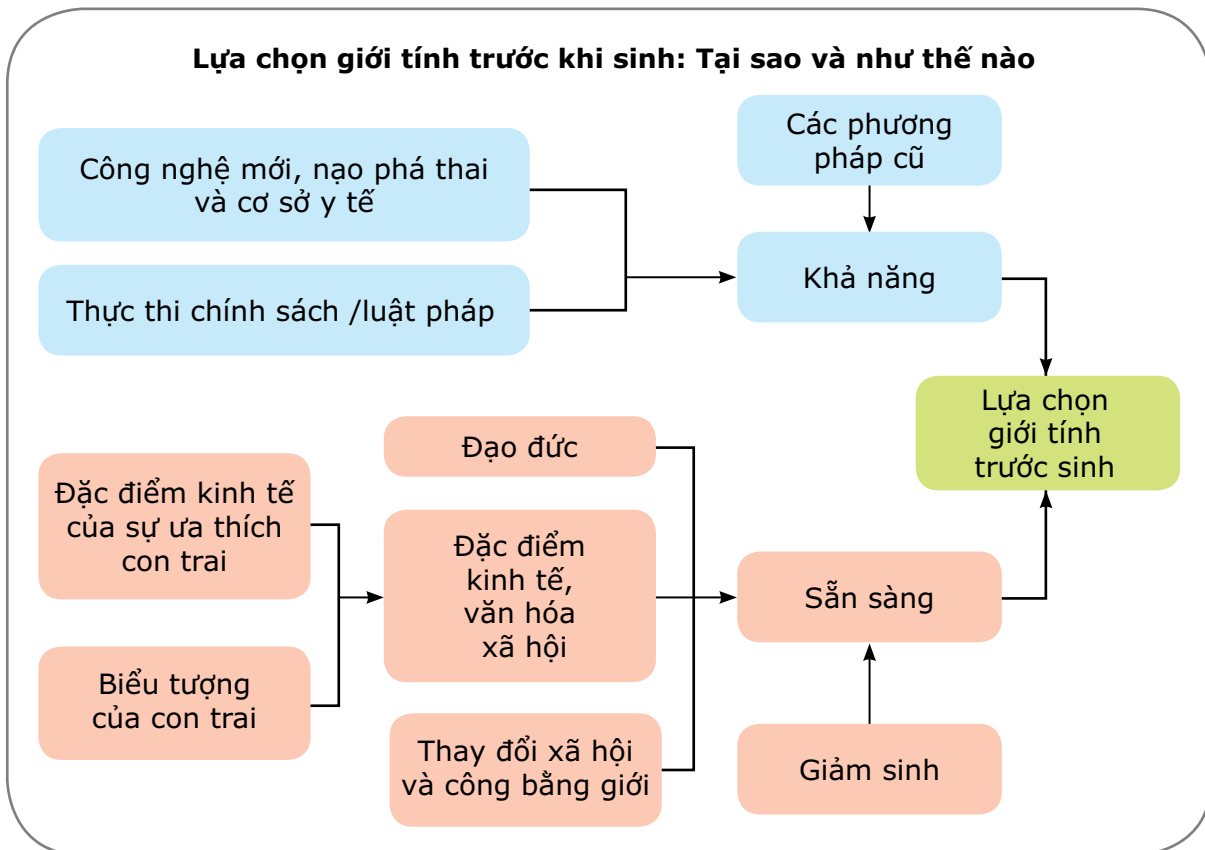 Lựa chọn giới tính trước khi sinh: Tại sao và như thế nào
Công nghệ mới, nạo phá thai
và cơ sở y tế
Các phương
pháp cũ
Thực thi chính sách /luật pháp
Khả năng
Lựa chọn
giới tính
trước sinh
Đạo đức
Đặc điểm kinh tế
của sự ưa thích
con trai
Đặc điểm
kinh tế,
văn hóa
xã hội
Sẵn sàng
Biểu tượng
của con trai
Thay đổi xã hội
và công bằng giới
Giảm sinh